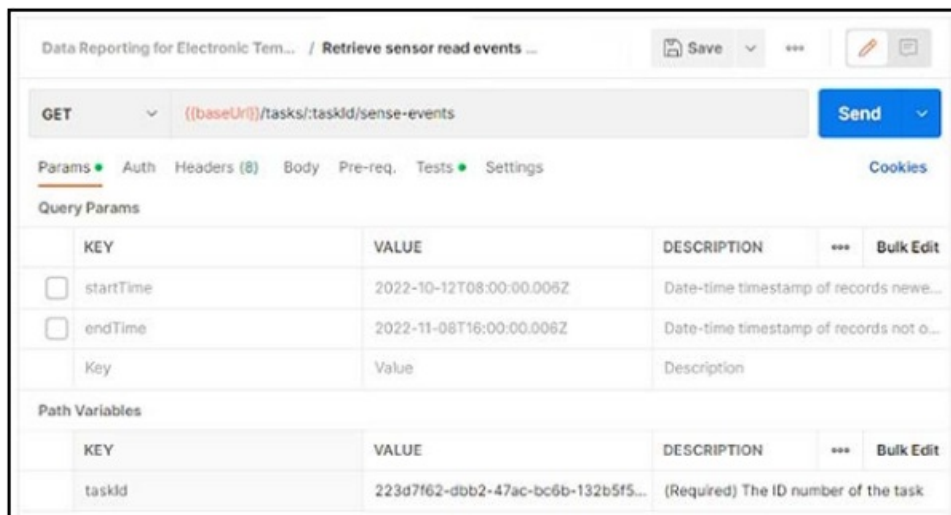 Data Reporting for Electronic Tem... / Retrieve sensor read events ... Save
GET {{baseUrl}}/tasks/:taskId/sense-events Send
Params Auth Headers (8) Body Pre-req. Tests Settings Cookies
Query Params
KEY VALUE DESCRIPTION ••• Bulk Edit
startTime 2022-10-12T08:00:00.006Z Date-time timestamp of records newe...
endTime 2022-11-08T16:00:00.006Z Date-time timestamp of records not o...
Key Value Description
Path Variables
KEY VALUE DESCRIPTION ••• Bulk Edit
taskId 223d7f62-dbb2-47ac-bc6b-132b5f5... (Required) The ID number of the task